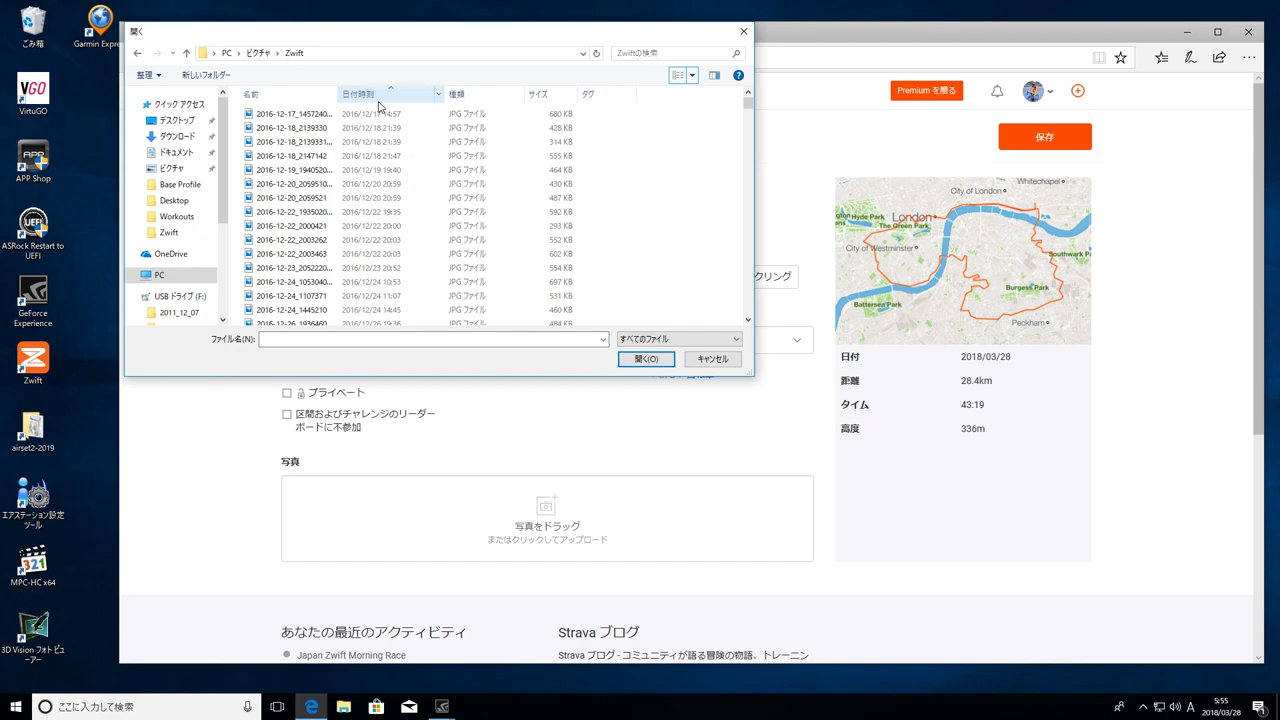 ごみ箱
Garmin Expre
VirtuGO
APP Shop
ASRock Restart to
UEFI
GeForce
Experience
Zwift
airset2-2019
エアステーション設定
ツール
MPC-HC x64
3D Vision フォト ビュ
ーアー
開く
PC › ピクチャ › Zwift
Zwiftの検索
整理 ▼ 新しいフォルダー
クイック アクセス
デスクトップ
ダウンロード
ドキュメント
ピクチャ
Base Profile
Desktop
Workouts
Zwift
OneDrive
PC
USB ドライブ (F:)
2011_12_07
名前 日付時刻 種類 サイズ タグ
2016-12-17_1457240... 2016/12/17 14:57 JPG ファイル 680 KB
2016-12-18_2139330 2016/12/18 21:39 JPG ファイル 428 KB
2016-12-18_2139331... 2016/12/18 21:39 JPG ファイル 314 KB
2016-12-18_2147142 2016/12/18 21:47 JPG ファイル 555 KB
2016-12-19_1940520... 2016/12/19 19:40 JPG ファイル 464 KB
2016-12-20_2059510... 2016/12/20 20:59 JPG ファイル 430 KB
2016-12-20_2059521 2016/12/20 20:59 JPG ファイル 487 KB
2016-12-22_1935020... 2016/12/22 19:35 JPG ファイル 592 KB
2016-12-22_2000421 2016/12/22 20:00 JPG ファイル 293 KB
2016-12-22_2003262 2016/12/22 20:03 JPG ファイル 552 KB
2016-12-22_2003463 2016/12/22 20:03 JPG ファイル 602 KB
2016-12-23_2052220... 2016/12/23 20:52 JPG ファイル 554 KB
2016-12-24_1053040... 2016/12/24 10:53 JPG ファイル 697 KB
2016-12-24_1107371 2016/12/24 11:07 JPG ファイル 531 KB
2016-12-24_1445210 2016/12/24 14:45 JPG ファイル 460 KB
2016-12-26_1936460 2016/12/26 19:36 JPG ファイル 484 KB
ファイル名(N): すべてのファイル
開く(O) キャンセル
Premium を贈る
保存
クリング
Whitechapel
City of London
Hyde Park
London
The Green Park
City of Westminster
Southwark
Park
Battersea Park
Burgess Park
Peckham
日付 2018/03/28
距離 28.4km
タイム 43:19
高度 336m
プライベート
区間およびチャレンジのリーダー
ボードに不参加
写真
写真をドラッグ
またはクリックしてアップロード
あなたの最近のアクティビティ
Japan Zwift Morning Race
Strava ブログ
Strava ブログ - コミュニティが語る冒険の物語、トレーニン
ここに入力して検索
A
5:55
2018/03/28
1